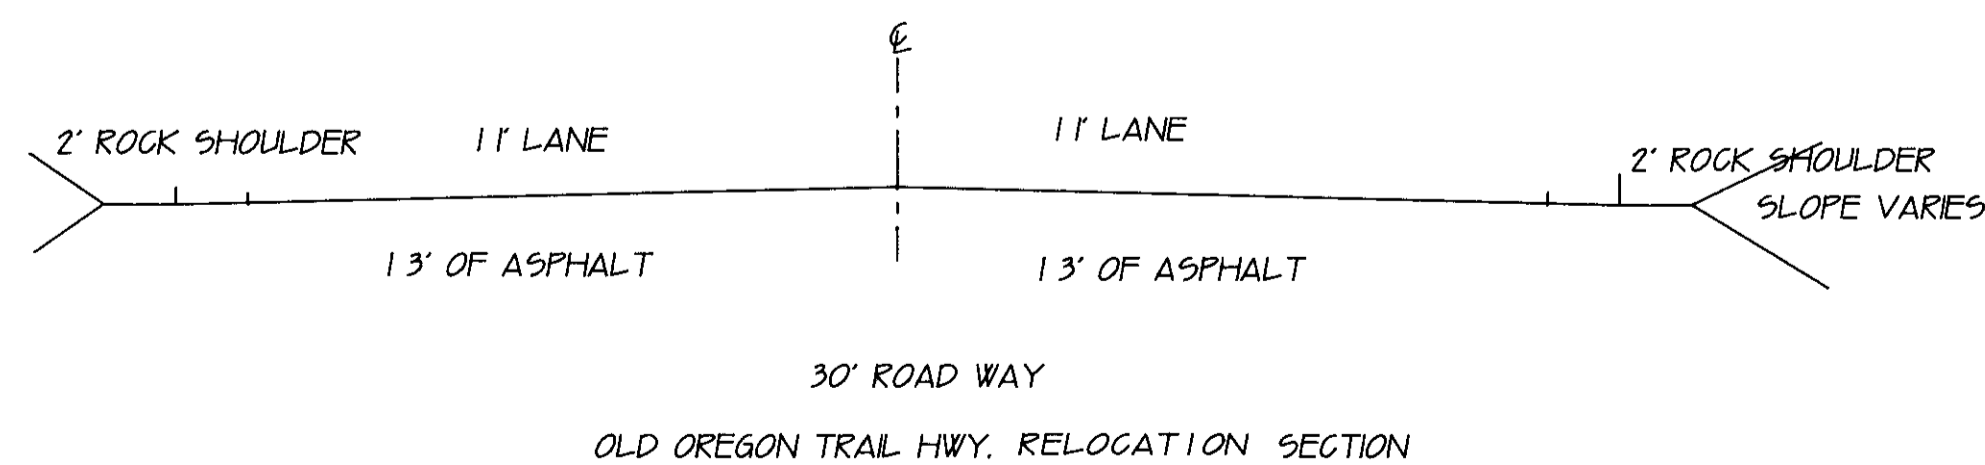 ℄
2' ROCK SHOULDER
11' LANE
11' LANE
2' ROCK SHOULDER
SLOPE VARIES
13' OF ASPHALT
13' OF ASPHALT
30' ROAD WAY
OLD OREGON TRAIL HWY. RELOCATION SECTION